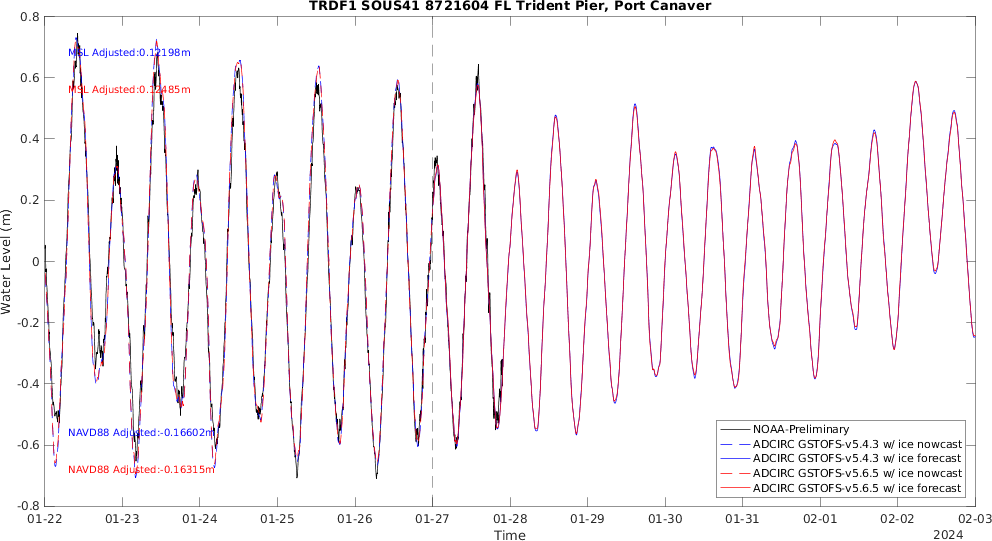 TRDF1 SOUS41 8721604 FL Trident Pier, Port Canaver
0.8
0.6
0.4
0.2
0
-0.2
-0.4
-0.6
-0.8
Water Level (m)
MSL Adjusted:0.12198m
MSL Adjusted:0.12485m
NAVD88 Adjusted:-0.16602m
NAVD88 Adjusted:-0.16315m
NOAA-Preliminary
ADCIRC GSTOFS-v5.4.3 w/ ice nowcast
ADCIRC GSTOFS-v5.4.3 w/ ice forecast
ADCIRC GSTOFS-v5.6.5 w/ ice nowcast
ADCIRC GSTOFS-v5.6.5 w/ ice forecast
01-22 01-23 01-24 01-25 01-26 01-27 01-28 01-29 01-30 01-31 02-01 02-02 02-03
Time
2024